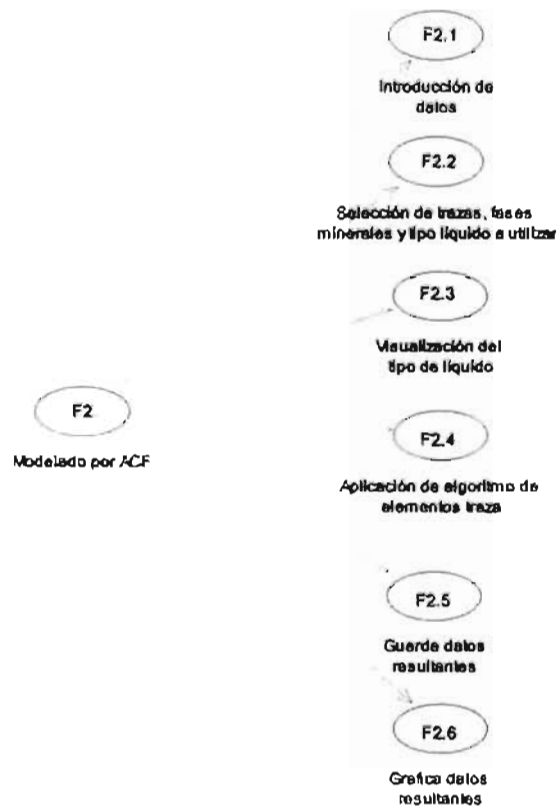 F2.1
Introducción de
datos
F2.2
Selección de trazas, fases
minerales y tipo líquido a utilizar
F2.3
Visualización del
tipo de líquido
F2
Modelado por ACF
F2.4
Aplicación de algoritmo de
elementos traza
F2.5
Guarda datos
resultantes
F2.6
Grafica datos
resultantes